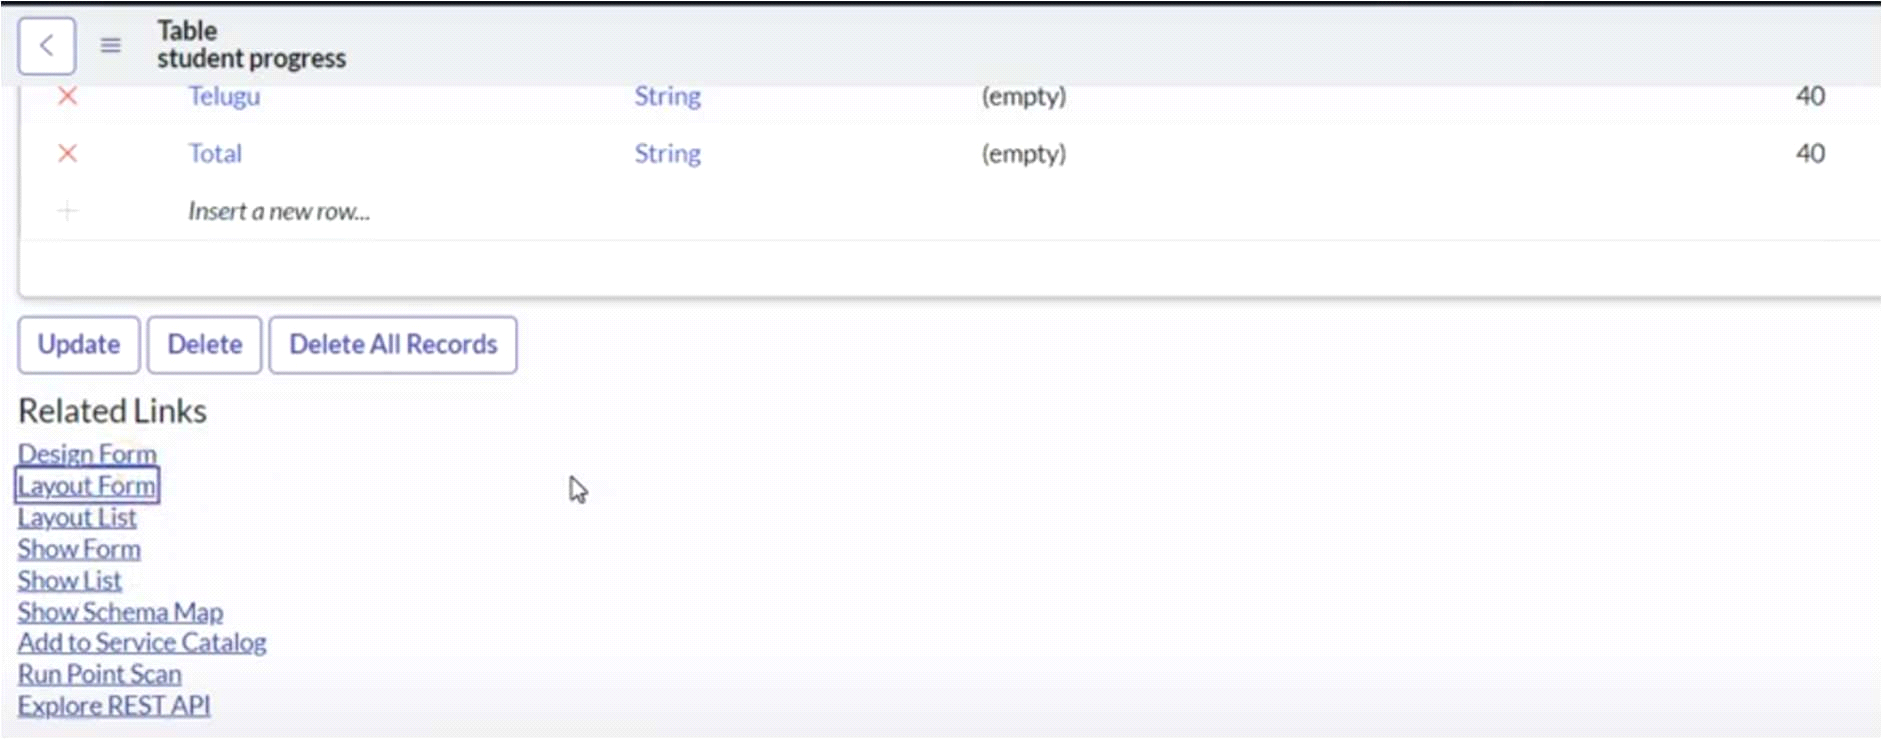 Table
student progress
Telugu String (empty) 40
Total String (empty) 40
Insert a new row...
Update Delete Delete All Records
Related Links
Design Form
Layout Form
Layout List
Show Form
Show List
Show Schema Map
Add to Service Catalog
Run Point Scan
Explore REST API